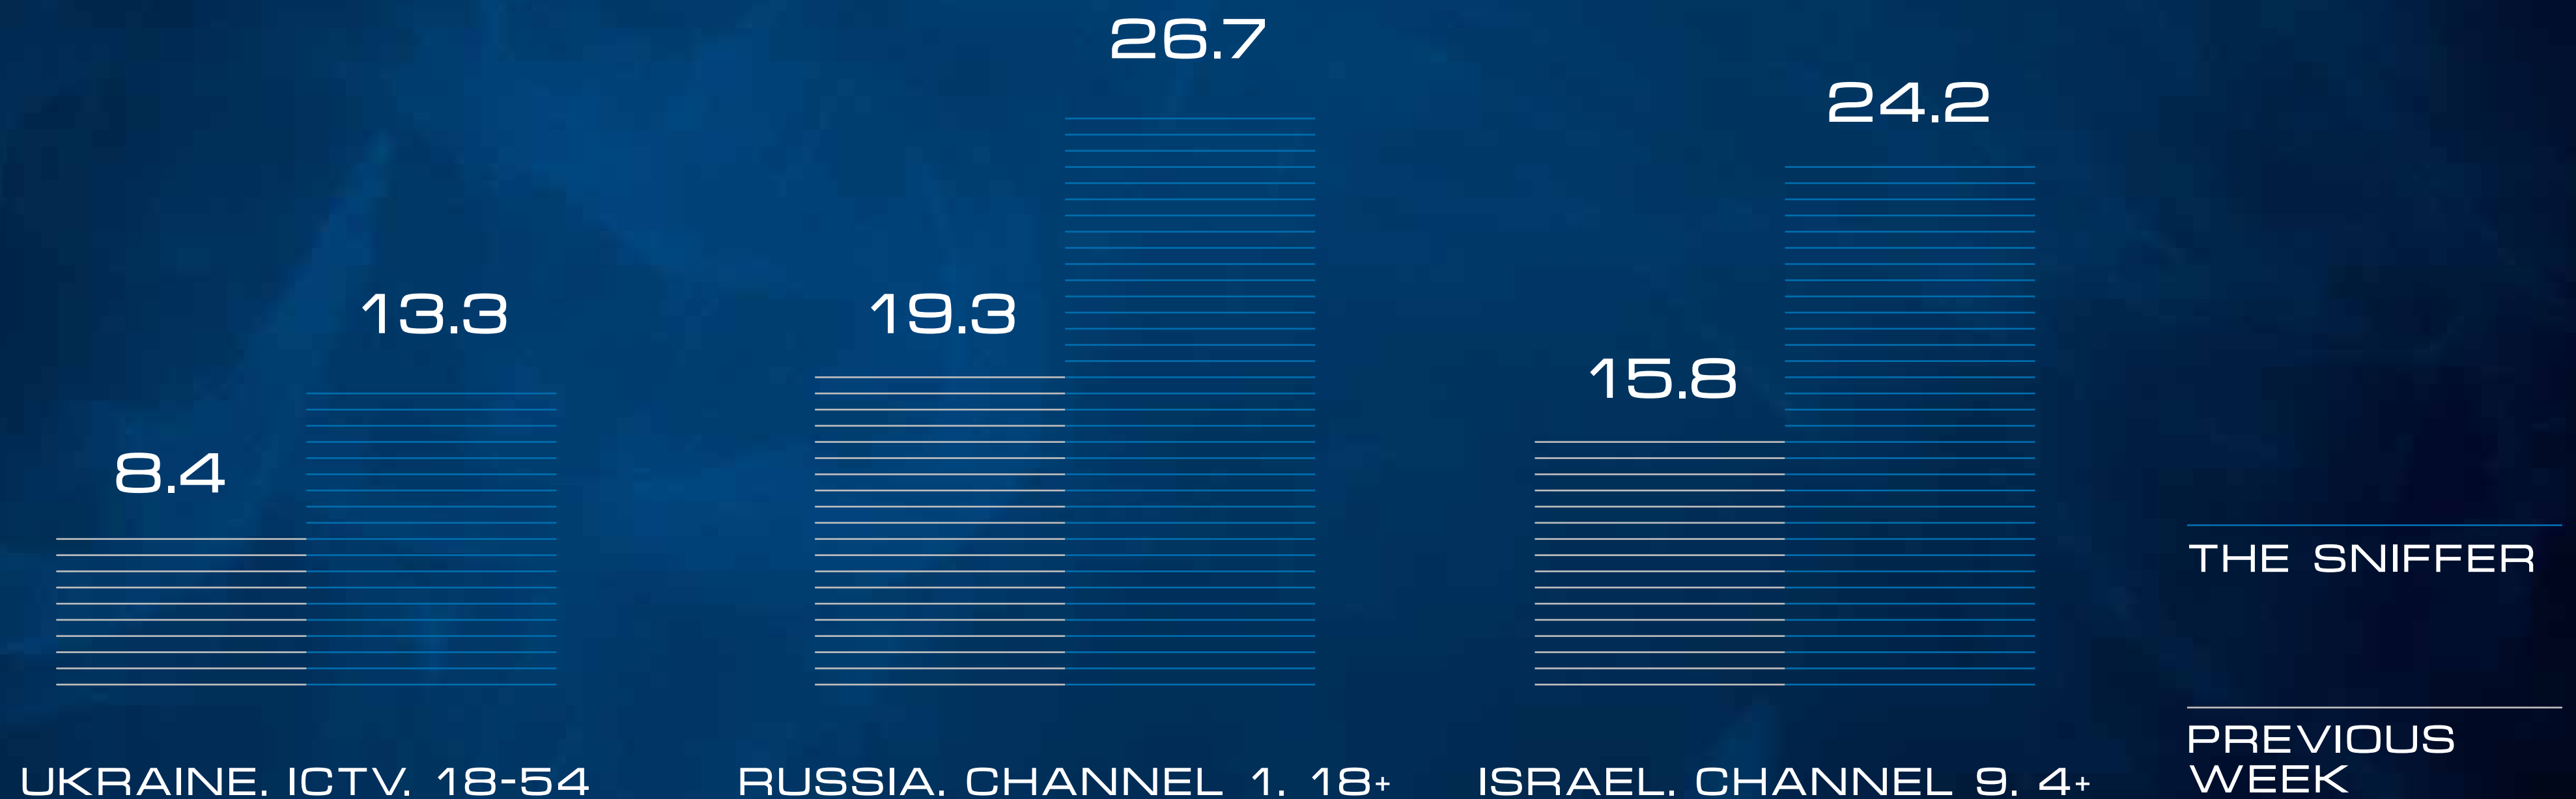 26.7
24.2
13.3
19.3
15.8
8.4
THE SNIFFER
PREVIOUS
WEEK
UKRAINE. ICTV. 18-54
RUSSIA. CHANNEL 1. 18+
ISRAEL. CHANNEL 9. 4+